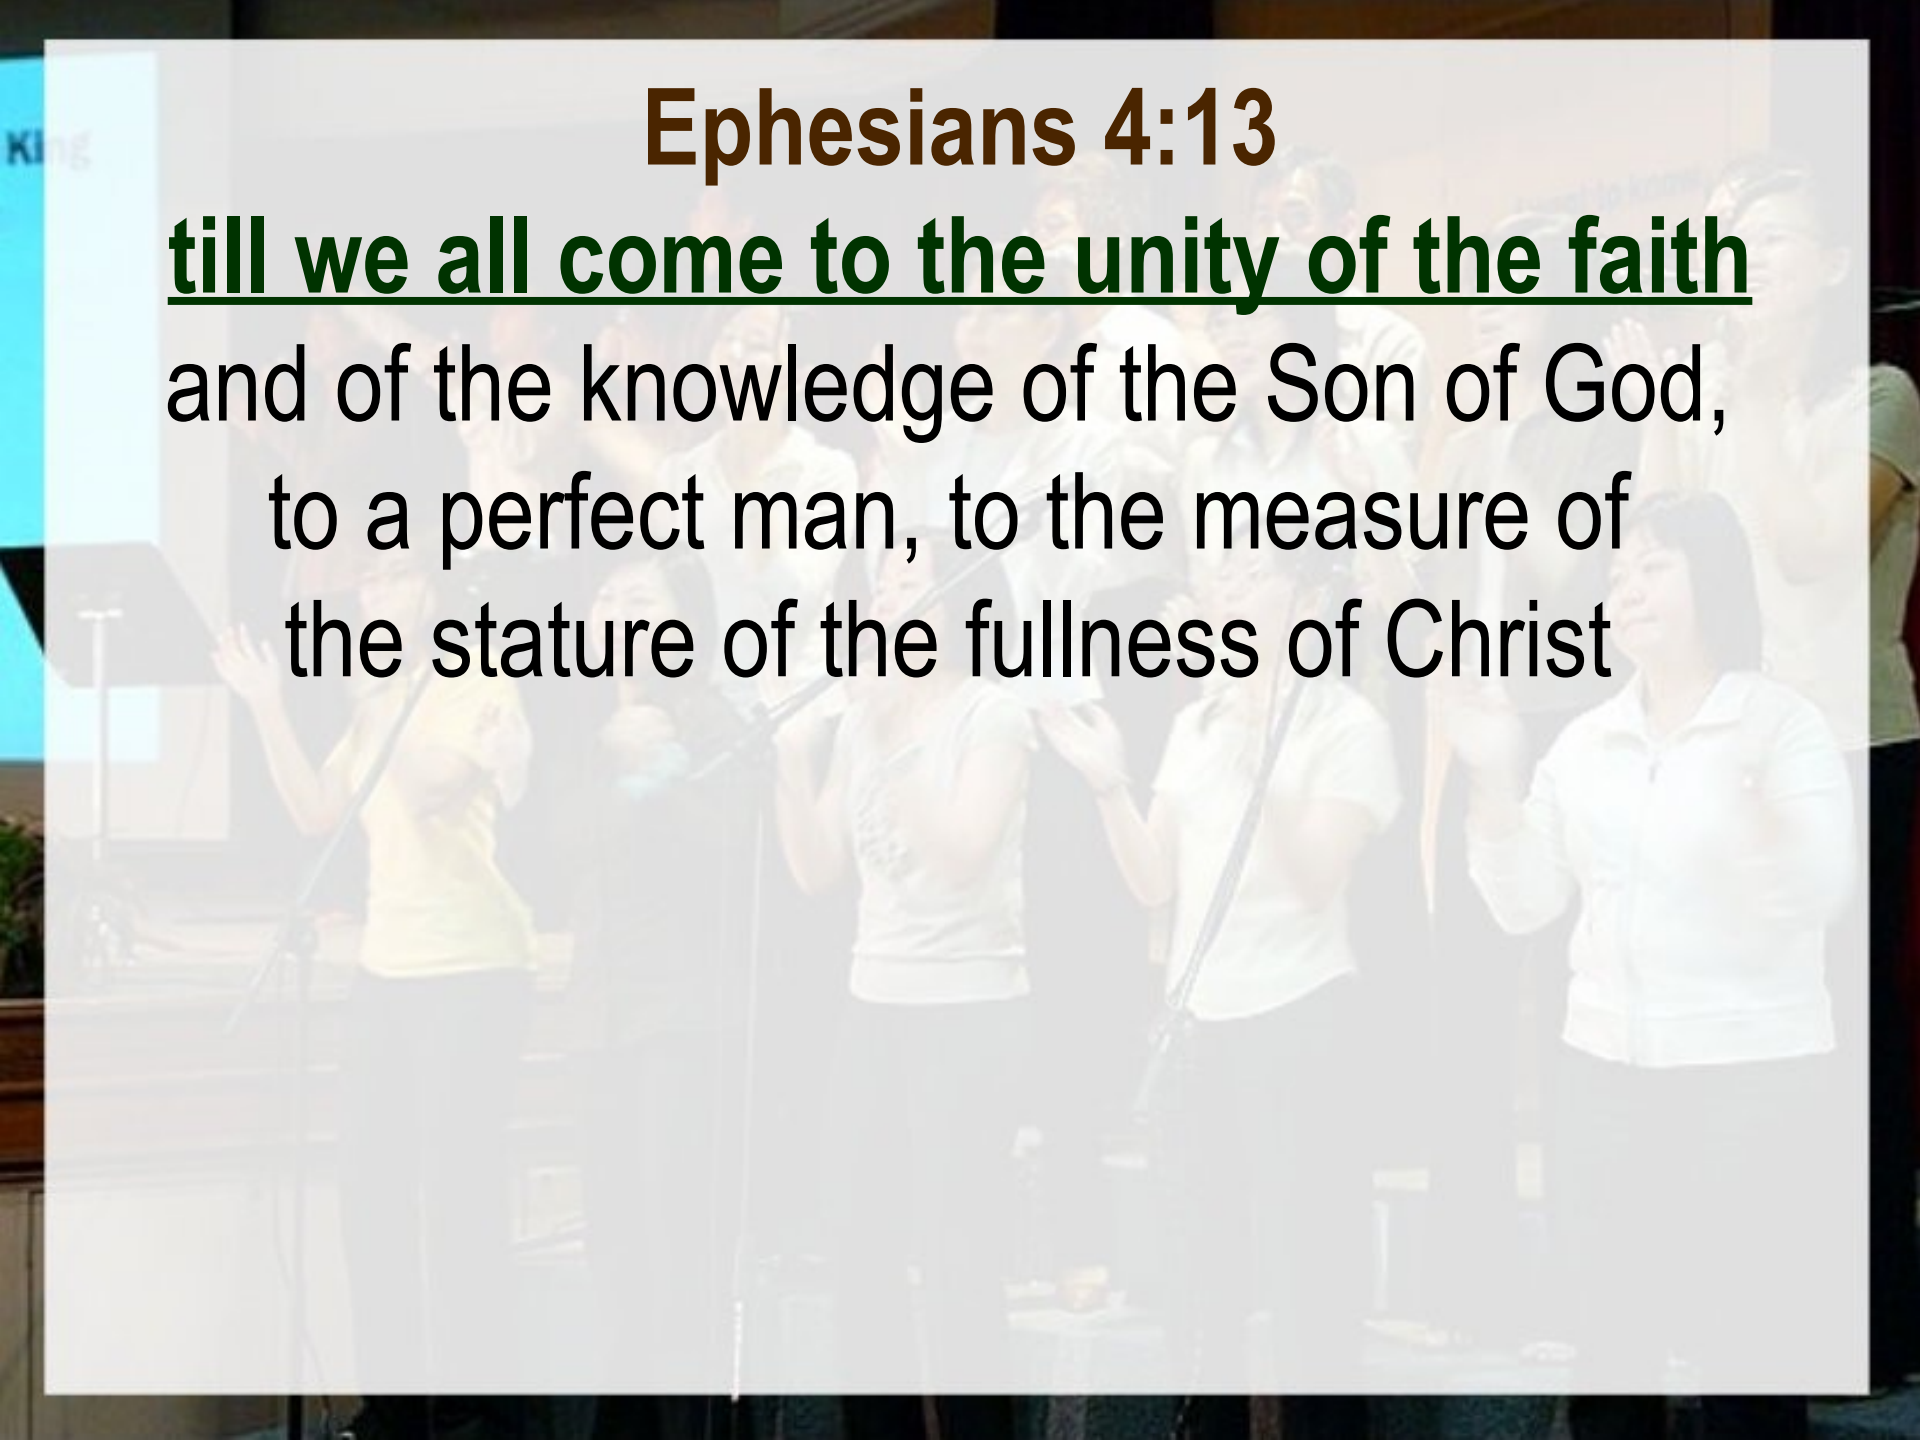 Ephesians 4:13
till we all come to the unity of the faith
and of the knowledge of the Son of God,
to a perfect man, to the measure of
the stature of the fullness of Christ
King